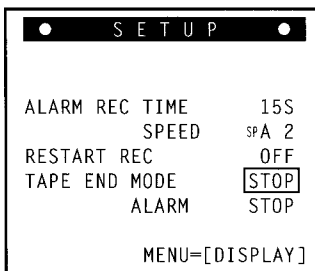 SETUP
ALARM REC TIME 15S
SPEED SPA 2
RESTART REC OFF
TAPE END MODE STOP
ALARM STOP
MENU=[DISPLAY]